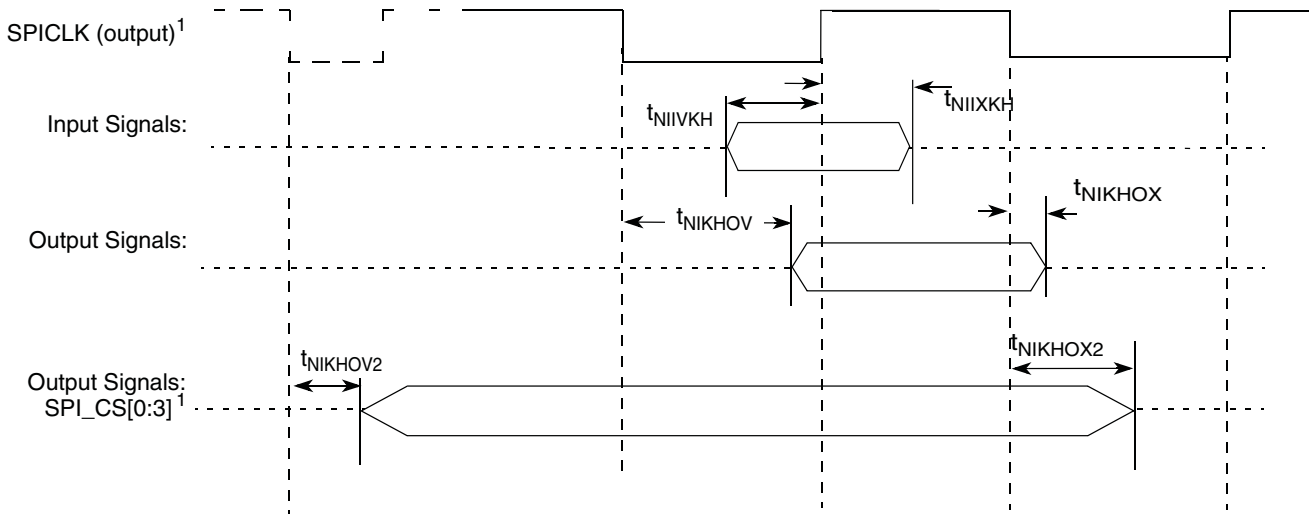 SPICLK (output)1
tNIIVKH
tNIIXKH
Input Signals:
tNIKHOV
tNIKHOX
Output Signals:
tNIKHOV2
tNIKHOX2
Output Signals:
SPI_CS[0:3]1